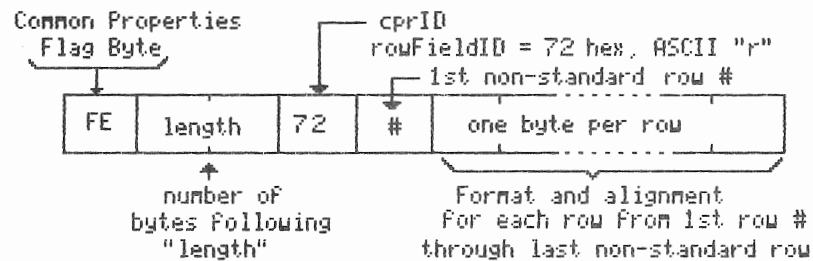 Common Properties
Flag Byte
cprID
rowFieldID = 72 hex, ASCII "r"
1st non-standard row #
FE length 72 # one byte per row
number of
bytes following
"length"
Format and alignment
for each row from 1st row #
through last non-standard row